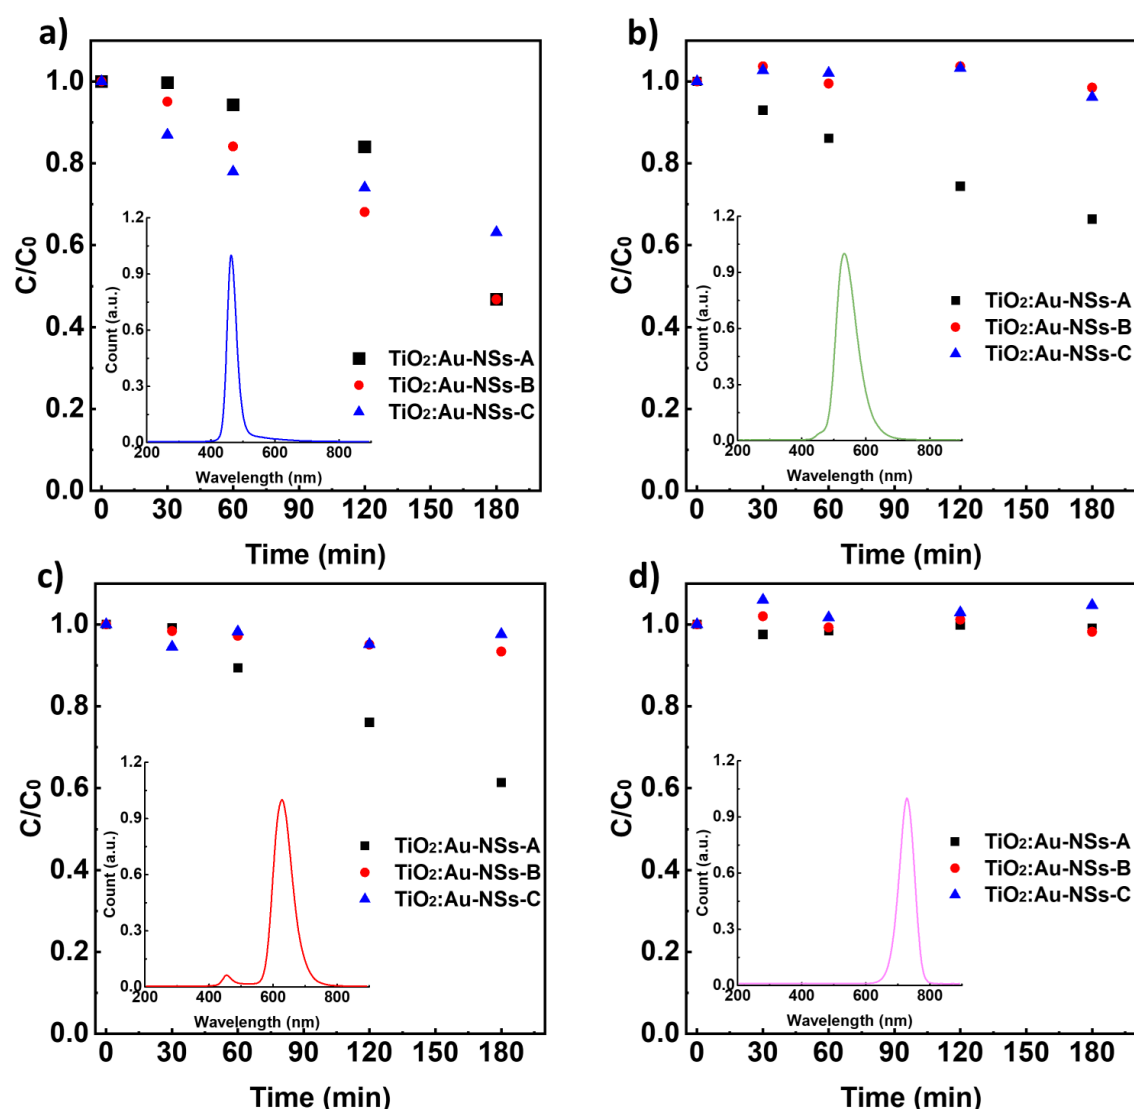 a)
1.0
0.8
0.6
0.4
0.2
0.0
C/C0
0 30 60 90 120 150 180
Time (min)
1.2
0.9
0.6
0.3
0.0
Count (a.u.)
200 400 600 800
Wavelength (nm)
TiO2:Au-NSs-A
TiO2:Au-NSs-B
TiO2:Au-NSs-C
b)
1.0
0.8
0.6
0.4
0.2
0.0
C/C0
0 30 60 90 120 150 180
Time (min)
1.2
0.9
0.6
0.3
0.0
Count (a.u.)
200 400 600 800
Wavelength (nm)
TiO2:Au-NSs-A
TiO2:Au-NSs-B
TiO2:Au-NSs-C
c)
1.0
0.8
0.6
0.4
0.2
0.0
C/C0
0 30 60 90 120 150 180
Time (min)
1.2
0.9
0.6
0.3
0.0
Count (a.u.)
200 400 600 800
Wavelength (nm)
TiO2:Au-NSs-A
TiO2:Au-NSs-B
TiO2:Au-NSs-C
d)
1.0
0.8
0.6
0.4
0.2
0.0
C/C0
0 30 60 90 120 150 180
Time (min)
1.2
0.9
0.6
0.3
0.0
Count (a.u.)
200 400 600 800
Wavelength (nm)
TiO2:Au-NSs-A
TiO2:Au-NSs-B
TiO2:Au-NSs-C